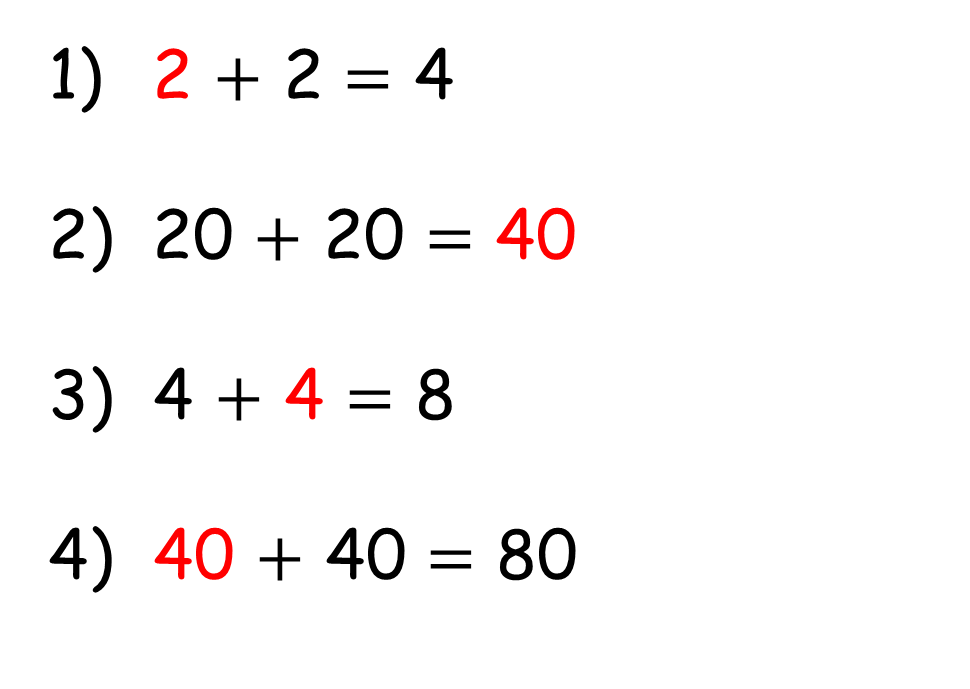 1) 2 + 2 = 4
2) 20 + 20 = 40
3) 4 + 4 = 8
4) 40 + 40 = 80